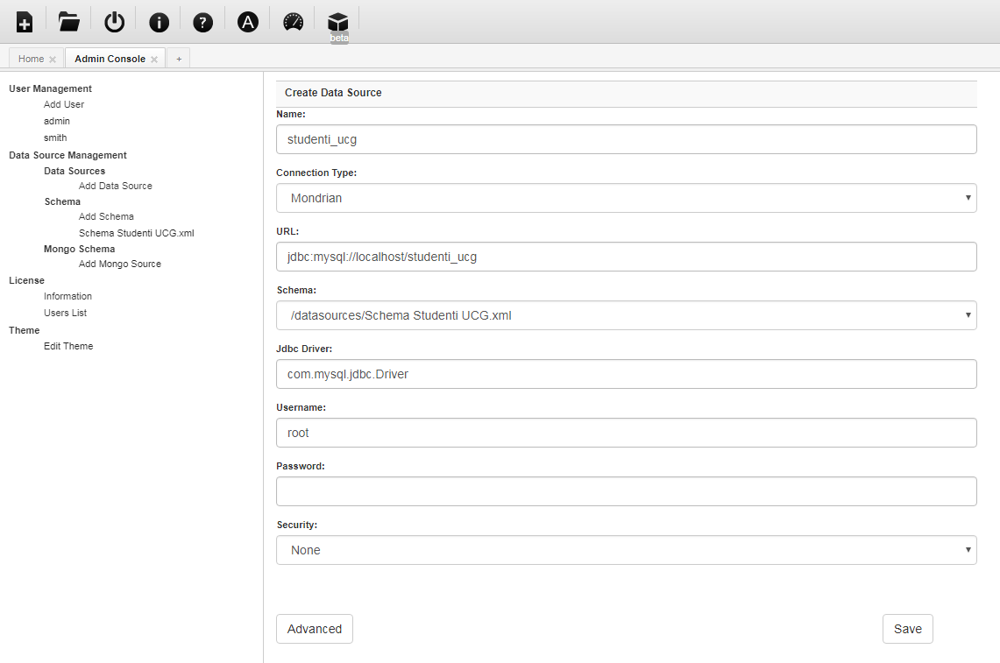 beta
Home × Admin Console × +
User Management
Add User
admin
smith
Data Source Management
Data Sources
Add Data Source
Schema
Add Schema
Schema Studenti UCG.xml
Mongo Schema
Add Mongo Source
License
Information
Users List
Theme
Edit Theme
Create Data Source
Name:
studenti_ucg
Connection Type:
Mondrian
URL:
jdbc:mysql://localhost/studenti_ucg
Schema:
/datasources/Schema Studenti UCG.xml
Jdbc Driver:
com.mysql.jdbc.Driver
Username:
root
Password:
Security:
None
Advanced
Save